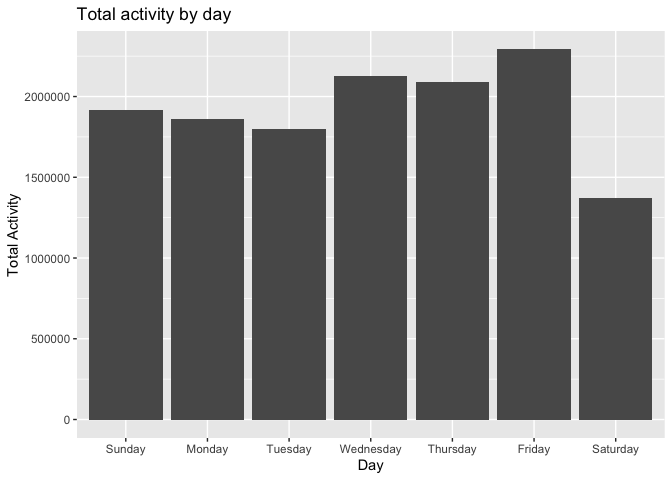 Total activity by day
Total Activity
2000000
1500000
1000000
500000
0
Sunday Monday Tuesday Wednesday Thursday Friday Saturday
Day